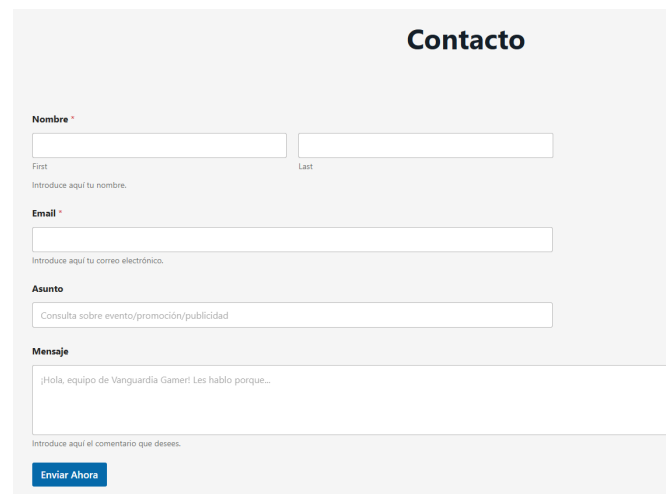 Contacto
Nombre *
First Last
Introduce aquí tu nombre.
Email *
Introduce aquí tu correo electrónico.
Asunto
Consulta sobre evento/promoción/publicidad
Mensaje
¡Hola, equipo de Vanguardia Gamer! Les hablo porque...
Introduce aquí el comentario que desees.
Enviar Ahora